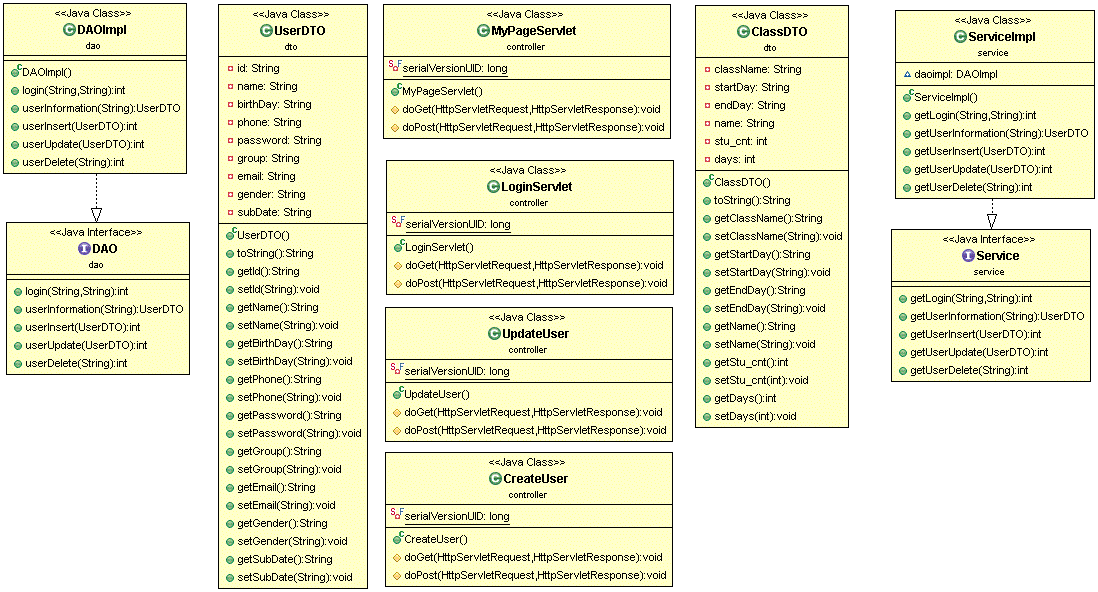 <<Java Class>>
DAOImpl
dao
DAOImpl()
login(String,String):int
userInformation(String):UserDTO
userInsert(UserDTO):int
userUpdate(UserDTO):int
userDelete(String):int
<<Java Interface>>
DAO
dao
login(String,String):int
userInformation(String):UserDTO
userInsert(UserDTO):int
userUpdate(UserDTO):int
userDelete(String):int
<<Java Class>>
UserDTO
dto
id: String
name: String
birthDay: String
phone: String
password: String
group: String
email: String
gender: String
subDate: String
UserDTO()
toString():String
getId():String
setId(String):void
getName():String
setName(String):void
getBirthDay():String
setBirthDay(String):void
getPhone():String
setPhone(String):void
getPassword():String
setPassword(String):void
getGroup():String
setGroup(String):void
getEmail():String
setEmail(String):void
getGender():String
setGender(String):void
getSubDate():String
setSubDate(String):void
<<Java Class>>
MyPageServlet
controller
serialVersionUID: long
MyPageServlet()
doGet(HttpServletRequest,HttpServletResponse):void
doPost(HttpServletRequest,HttpServletResponse):void
<<Java Class>>
LoginServlet
controller
serialVersionUID: long
LoginServlet()
doGet(HttpServletRequest,HttpServletResponse):void
doPost(HttpServletRequest,HttpServletResponse):void
<<Java Class>>
UpdateUser
controller
serialVersionUID: long
UpdateUser()
doGet(HttpServletRequest,HttpServletResponse):void
doPost(HttpServletRequest,HttpServletResponse):void
<<Java Class>>
CreateUser
controller
serialVersionUID: long
CreateUser()
doGet(HttpServletRequest,HttpServletResponse):void
doPost(HttpServletRequest,HttpServletResponse):void
<<Java Class>>
ClassDTO
dto
className: String
startDay: String
endDay: String
name: String
stu_cnt: int
days: int
ClassDTO()
toString():String
getClassName():String
setClassName(String):void
getStartDay():String
setStartDay(String):void
getEndDay():String
setEndDay(String):void
getName():String
setName(String):void
getStu_cnt():int
setStu_cnt(int):void
getDays():int
setDays(int):void
<<Java Class>>
ServiceImpl
service
daoimpl: DAOImpl
ServiceImpl()
getLogin(String,String):int
getUserInformation(String):UserDTO
getUserInsert(UserDTO):int
getUserUpdate(UserDTO):int
getUserDelete(String):int
<<Java Interface>>
Service
service
getLogin(String,String):int
getUserInformation(String):UserDTO
getUserInsert(UserDTO):int
getUserUpdate(UserDTO):int
getUserDelete(String):int